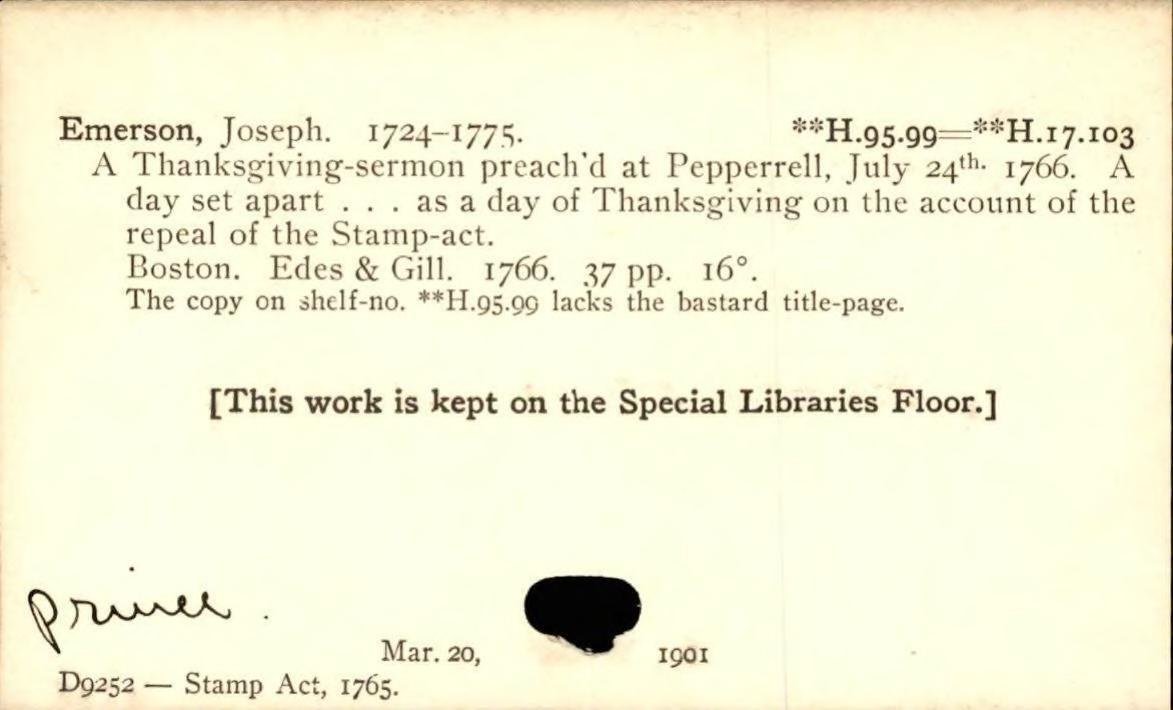 Emerson, Joseph. 1724–1775. **H.95.99=**H.17.103
A Thanksgiving-sermon preach'd at Pepperrell, July 24th. 1766. A
day set apart . . . as a day of Thanksgiving on the account of the
repeal of the Stamp-act.
Boston. Edes & Gill. 1766. 37 pp. 16°.
The copy on shelf-no. **H.95.99 lacks the bastard title-page.
[This work is kept on the Special Libraries Floor.]
prince .
Mar. 20, 1901
D9252 — Stamp Act, 1765.